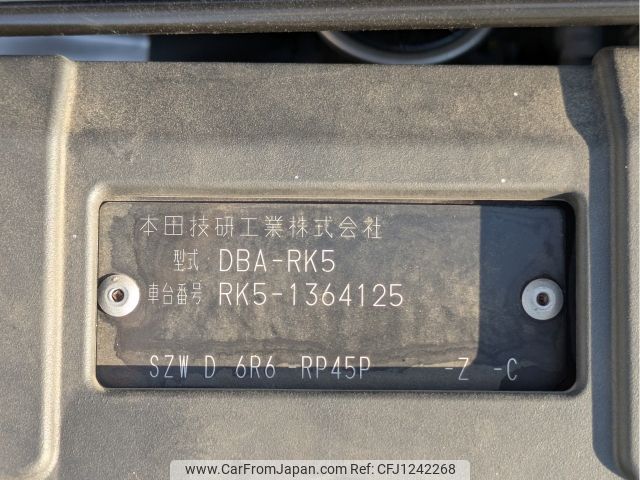 本田技研工業株式会社
型式 DBA-RK5
車台番号 RK5-1364125
SZW D 6R6 RP45P -Z -C
www.CarFromJapan.com | Ref:CFJ1242268